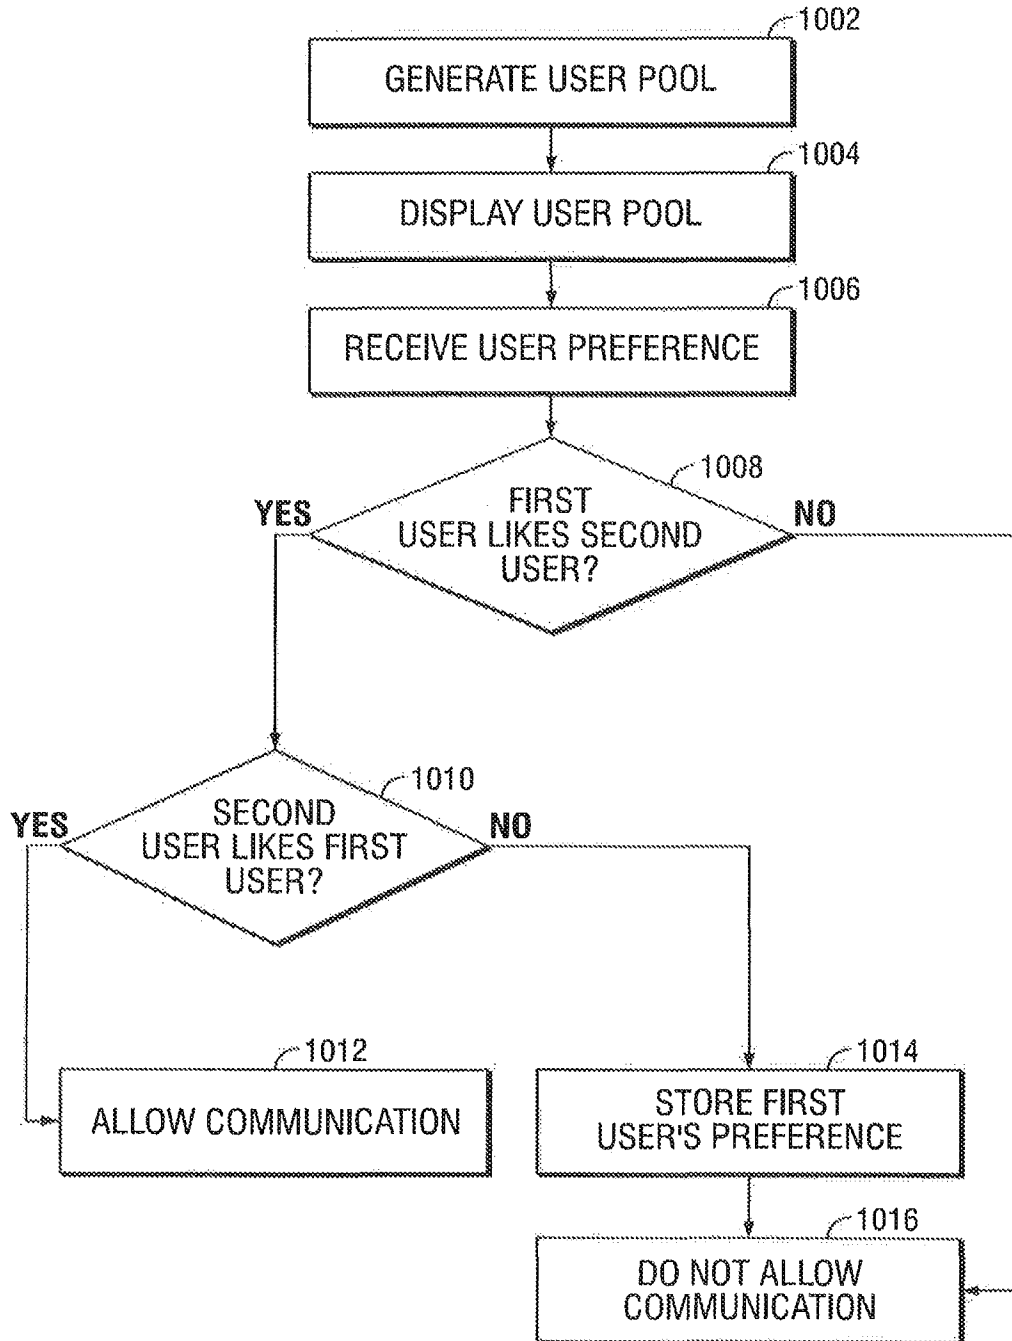 1002
GENERATE USER POOL
1004
DISPLAY USER POOL
1006
RECEIVE USER PREFERENCE
1008
FIRST
USER LIKES SECOND
USER?
YES
NO
1010
SECOND
USER LIKES FIRST
USER?
YES
NO
1012
ALLOW COMMUNICATION
1014
STORE FIRST
USER'S PREFERENCE
1016
DO NOT ALLOW
COMMUNICATION